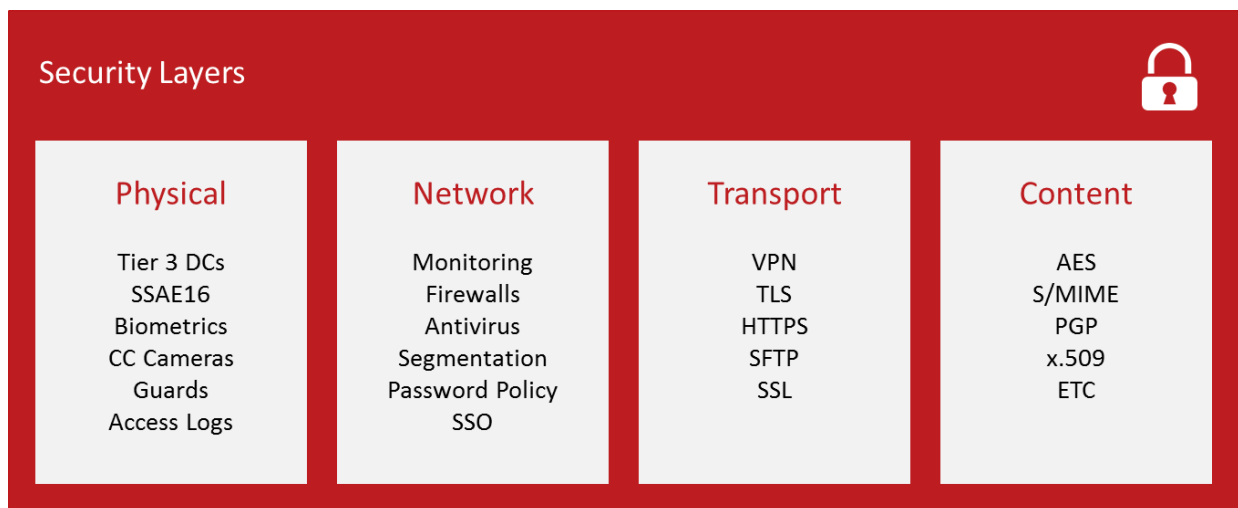 Security Layers
Physical
Tier 3 DCs
SSAE16
Biometrics
CC Cameras
Guards
Access Logs
Network
Monitoring
Firewalls
Antivirus
Segmentation
Password Policy
SSO
Transport
VPN
TLS
HTTPS
SFTP
SSL
Content
AES
S/MIME
PGP
x.509
ETC